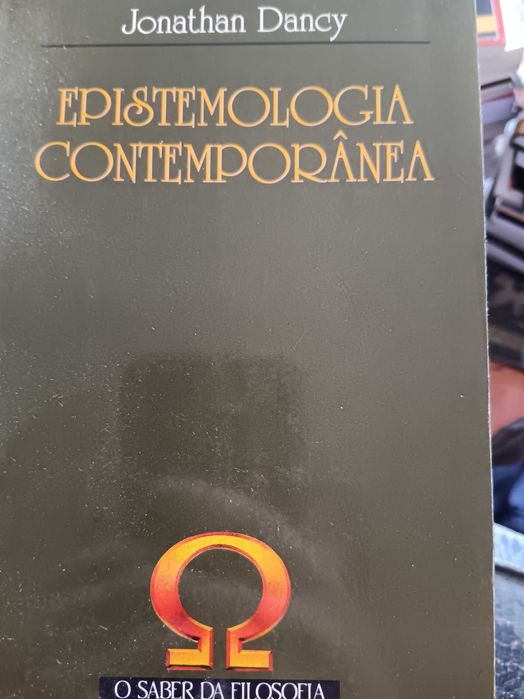 Jonathan Dancy
EPISTEMOLOGIA
CONTEMPORÂNEA
O SABER DA FILOSOFIA